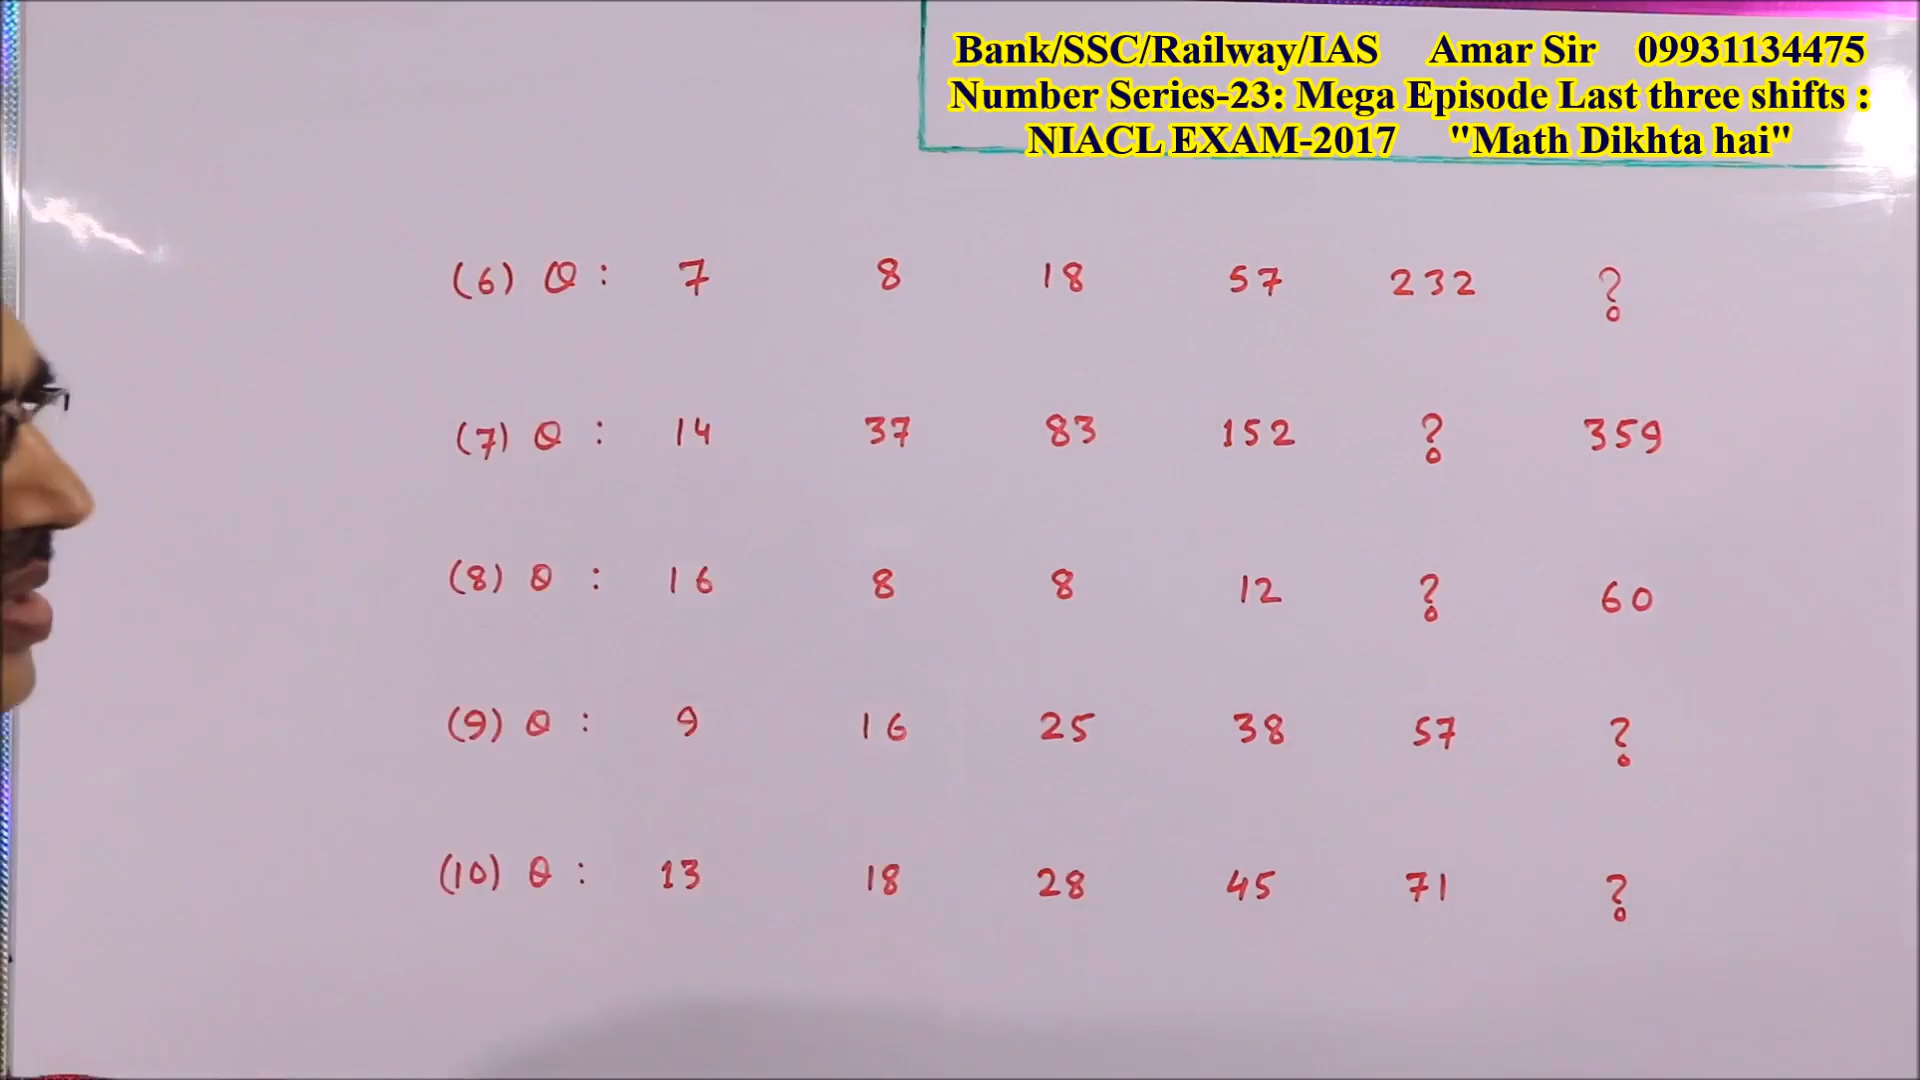 Bank/SSC/Railway/IAS Amar Sir 09931134475
Number Series-23: Mega Episode Last three shifts :
NIACL EXAM-2017 "Math Dikhta hai"
(6) Q : 7 8 18 57 232 ?
(7) Q : 14 37 83 152 ? 359
(8) Q : 16 8 8 12 ? 60
(9) Q : 9 16 25 38 57 ?
(10) Q : 13 18 28 45 71 ?